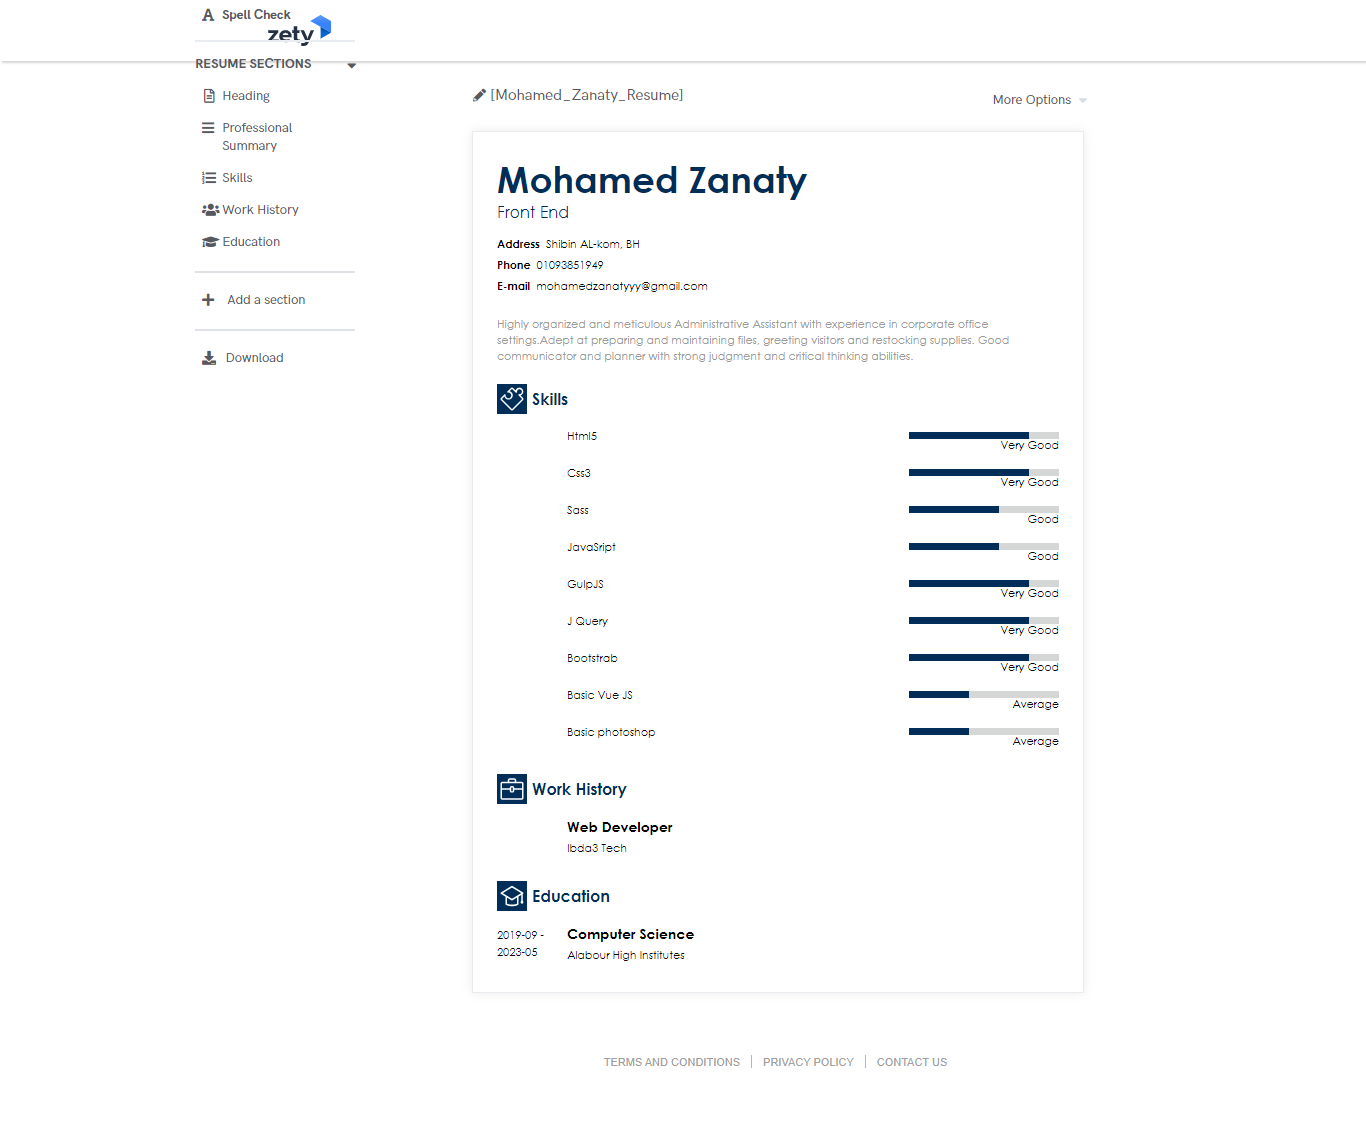 Spell Check
zety
RESUME SECTIONS
Heading
Professional
Summary
Skills
Work History
Education
Add a section
Download
[Mohamed_Zanaty_Resume]
More Options
Mohamed Zanaty
Front End
Address Shibin AL-kom, BH
Phone 01093851949
E-mail mohamedzanatyyy@gmail.com
Highly organized and meticulous Administrative Assistant with experience in corporate office
settings.Adept at preparing and maintaining files, greeting visitors and restocking supplies. Good
communicator and planner with strong judgment and critical thinking abilities.
Skills
Html5
Very Good
Css3
Very Good
Sass
Good
JavaSript
Good
GulpJS
Very Good
J Query
Very Good
Bootstrab
Very Good
Basic Vue JS
Average
Basic photoshop
Average
Work History
Web Developer
Ibda3 Tech
Education
2019-09 - Computer Science
2023-05 Alabour High Institutes
TERMS AND CONDITIONS PRIVACY POLICY CONTACT US